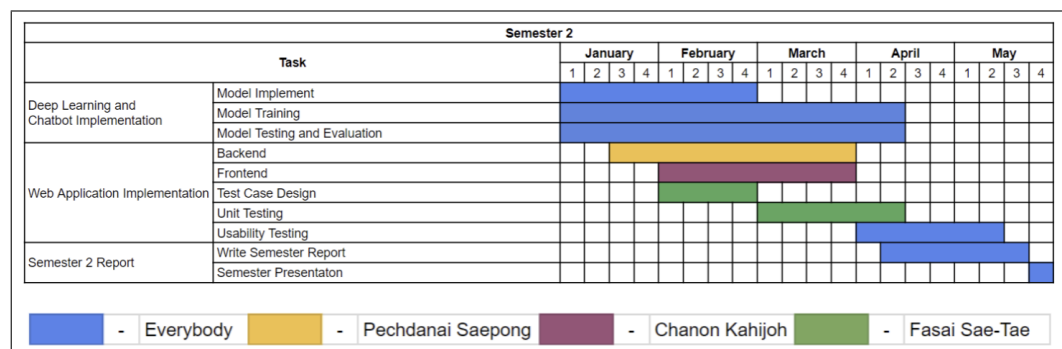 Semester 2
Task
January February March April May
1 2 3 4 1 2 3 4 1 2 3 4 1 2 3 4 1 2 3 4
Deep Learning and
Chatbot Implementation
Model Implement
Model Training
Model Testing and Evaluation
Web Application Implementation
Backend
Frontend
Test Case Design
Unit Testing
Usability Testing
Semester 2 Report
Write Semester Report
Semester Presentaton
- Everybody - Pechdanai Saepong - Chanon Kahijoh - Fasai Sae-Tae